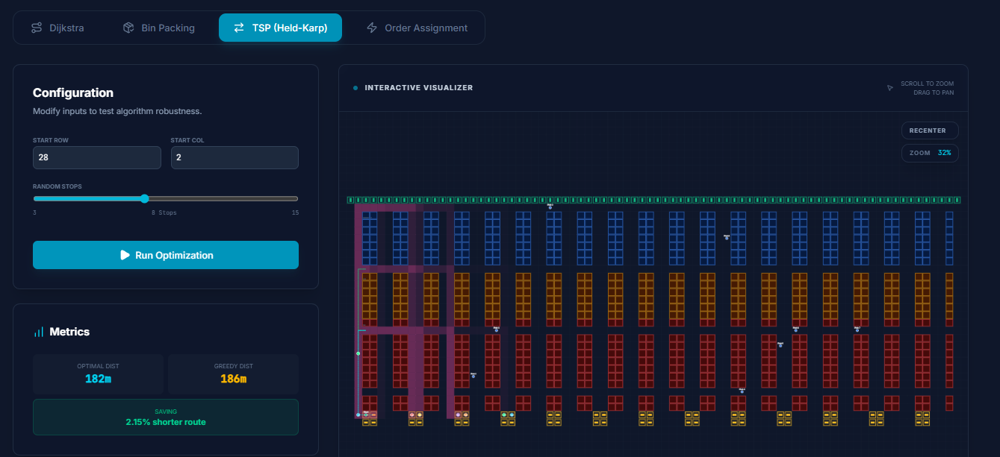 Dijkstra
Bin Packing
TSP (Held-Karp)
Order Assignment
Configuration
Modify inputs to test algorithm robustness.
START ROW
START COL
28
2
RANDOM STOPS
3
8 Stops
15
Run Optimization
Metrics
OPTIMAL DIST
GREEDY DIST
182m
186m
SAVING
2.15% shorter route
INTERACTIVE VISUALIZER
SCROLL TO ZOOM
DRAG TO PAN
RECENTER
ZOOM 32%